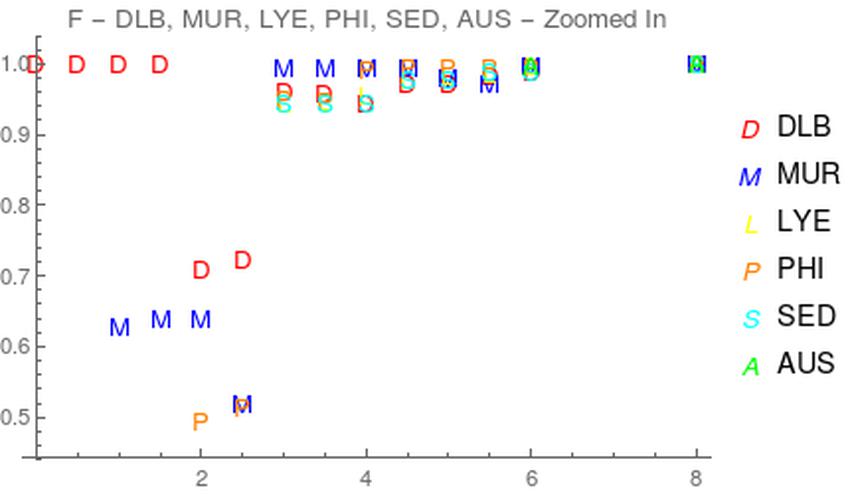 F − DLB, MUR, LYE, PHI, SED, AUS − Zoomed In
1.0
0.9
0.8
0.7
0.6
0.5
2 4 6 8
D D D D
D D
M M M
P
D DLB
M MUR
L LYE
P PHI
S SED
A AUS